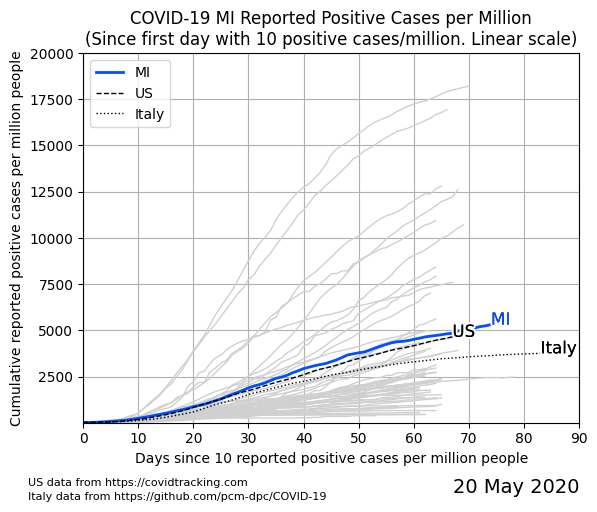 COVID-19 MI Reported Positive Cases per Million
(Since first day with 10 positive cases/million. Linear scale)
Cumulative reported positive cases per million people
20000
17500
15000
12500
10000
7500
5000
2500
MI
US
Italy
MI
US
Italy
0 10 20 30 40 50 60 70 80 90
Days since 10 reported positive cases per million people
US data from https://covidtracking.com
Italy data from https://github.com/pcm-dpc/COVID-19
20 May 2020